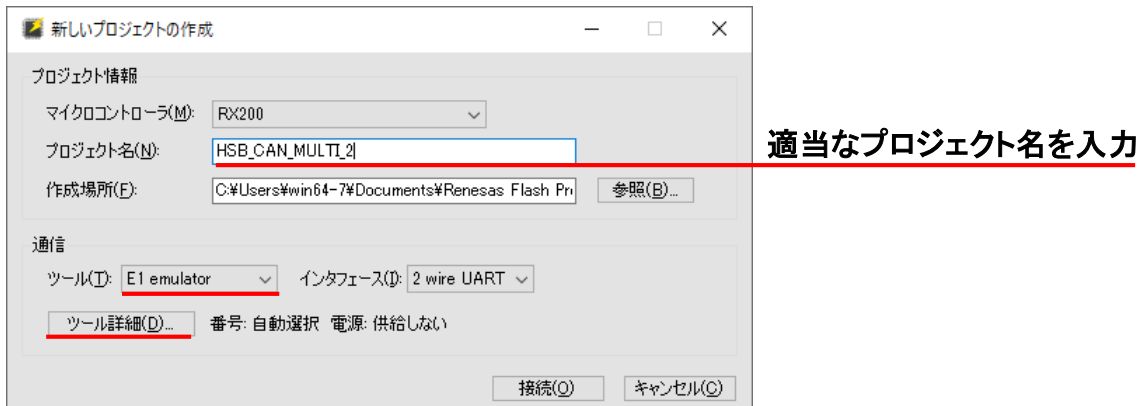 新しいプロジェクトの作成
プロジェクト情報
マイクロコントローラ(M): RX200
プロジェクト名(N): HSB_CAN_MULTI_2
適当なプロジェクト名を入力
作成場所(F): C:¥Users¥win64-7¥Documents¥Renesas Flash Pr 参照(B)...
通信
ツール(T): E1 emulator インタフェース(I): 2 wire UART
ツール詳細(D)... 番号: 自動選択 電源: 供給しない
接続(O) キャンセル(C)